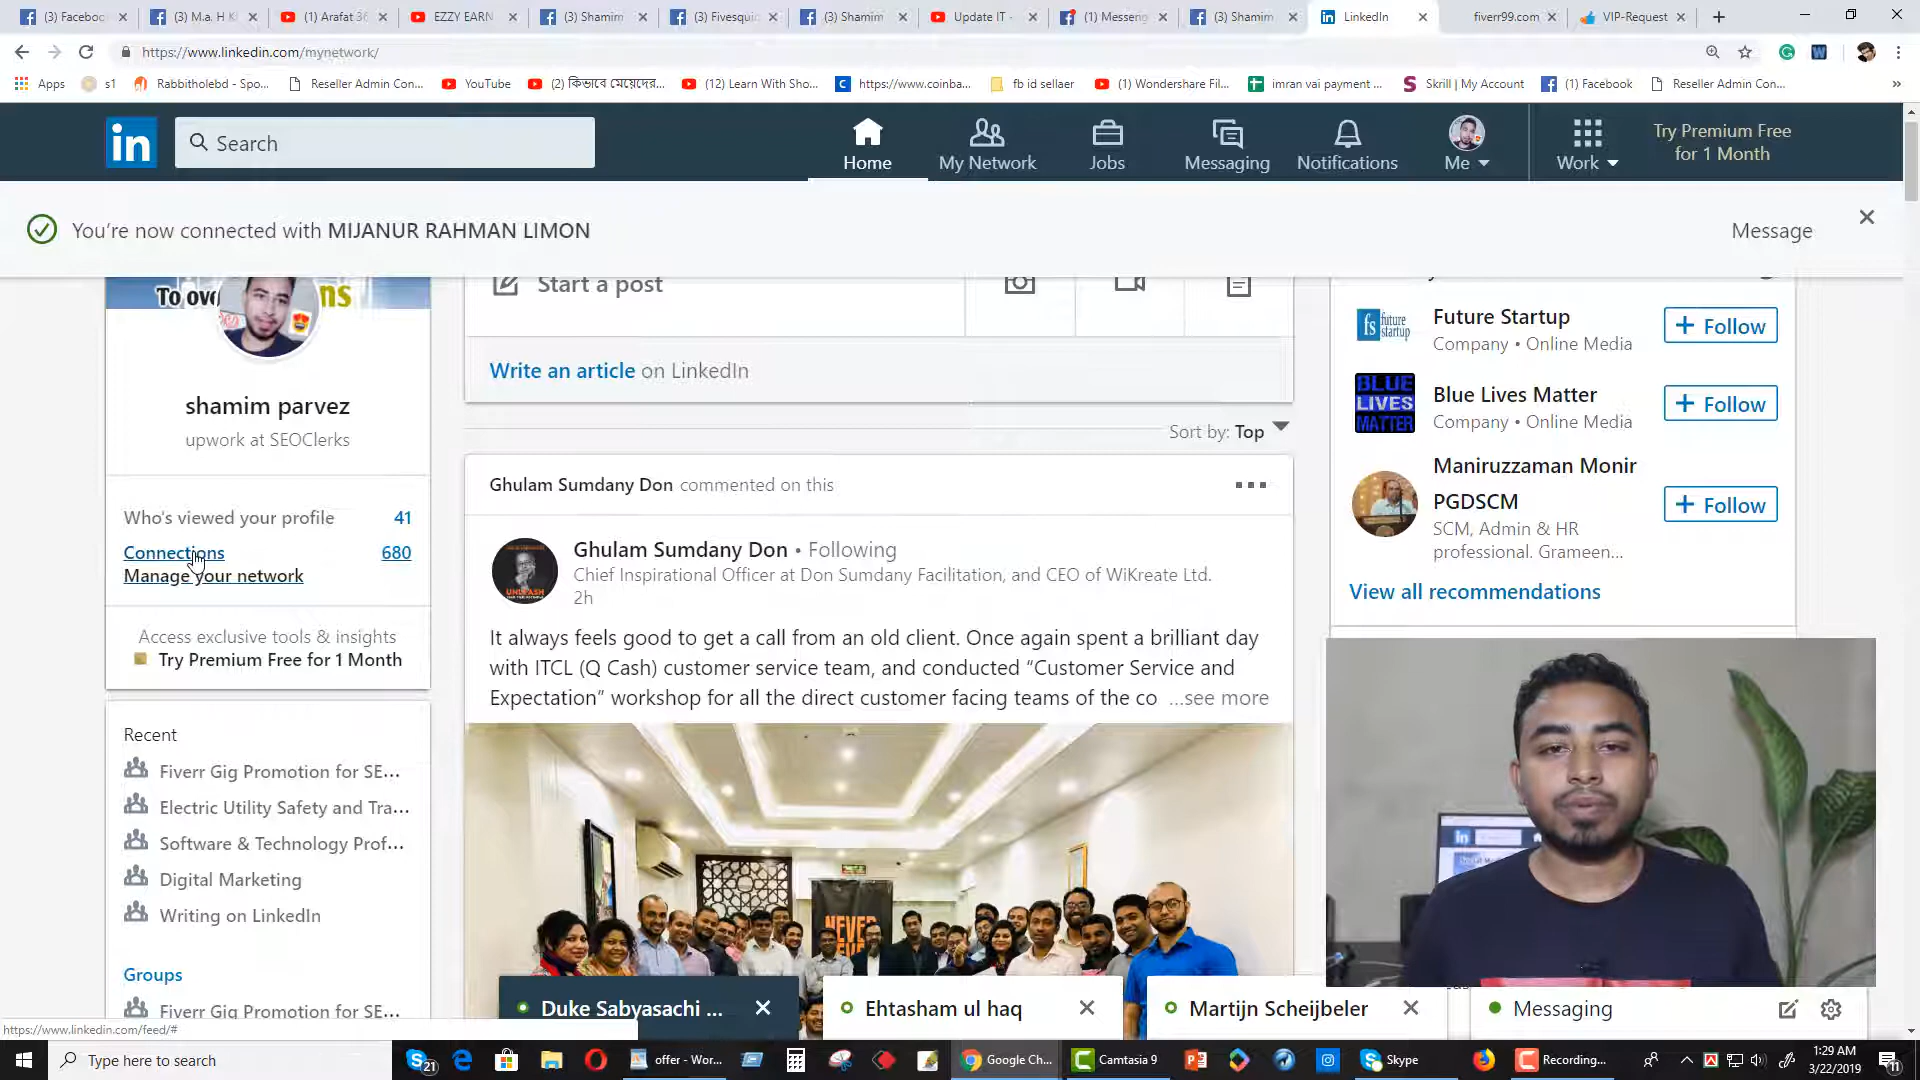 (3) Faceboo
(3) M.a. H K
(1) Arafat 36
EZZY EARN
(3) Shamim
(3) Fivesqui
(3) Shamim
Update IT -
(1) Messeng
(3) Shamim
LinkedIn
fiverr99.com
VIP-Request
https://www.linkedin.com/mynetwork/
Apps
s1
Rabbitholebd - Spo...
Reseller Admin Con...
YouTube
(2) কিভাবে মেয়েদের...
(12) Learn With Sho...
https://www.coinba...
fb id sellaer
(1) Wondershare Fil...
imran vai payment ...
Skrill | My Account
(1) Facebook
Reseller Admin Con...
in
Search
Home
My Network
Jobs
Messaging
Notifications
Me
Work
Try Premium Free
for 1 Month
You're now connected with MIJANUR RAHMAN LIMON
Message
To ove
ns
shamim parvez
upwork at SEOClerks
Who's viewed your profile 41
Connections 680
Manage your network
Access exclusive tools & insights
Try Premium Free for 1 Month
Recent
Fiverr Gig Promotion for SE...
Electric Utility Safety and Tra...
Software & Technology Prof...
Digital Marketing
Writing on LinkedIn
Groups
Fiverr Gig Promotion for SE...
Start a post
Write an article on LinkedIn
Sort by: Top
Ghulam Sumdany Don commented on this
Ghulam Sumdany Don • Following
Chief Inspirational Officer at Don Sumdany Facilitation, and CEO of WiKreate Ltd.
2h
It always feels good to get a call from an old client. Once again spent a brilliant day
with ITCL (Q Cash) customer service team, and conducted “Customer Service and
Expectation” workshop for all the direct customer facing teams of the co ...see more
NEVER
fs future startup
Future Startup
Company • Online Media
+ Follow
BLUE
LIVES
MATTER
Blue Lives Matter
Company • Online Media
+ Follow
Maniruzzaman Monir
PGDSCM
SCM, Admin & HR
professional. Grameen...
+ Follow
View all recommendations
in
Duke Sabyasachi ...
Ehtasham ul haq
Martijn Scheijbeler
Messaging
https://www.linkedin.com/feed/#
Type here to search
21
offer - Wor...
Google Ch...
Camtasia 9
Skype
Recording...
1:29 AM
3/22/2019
11